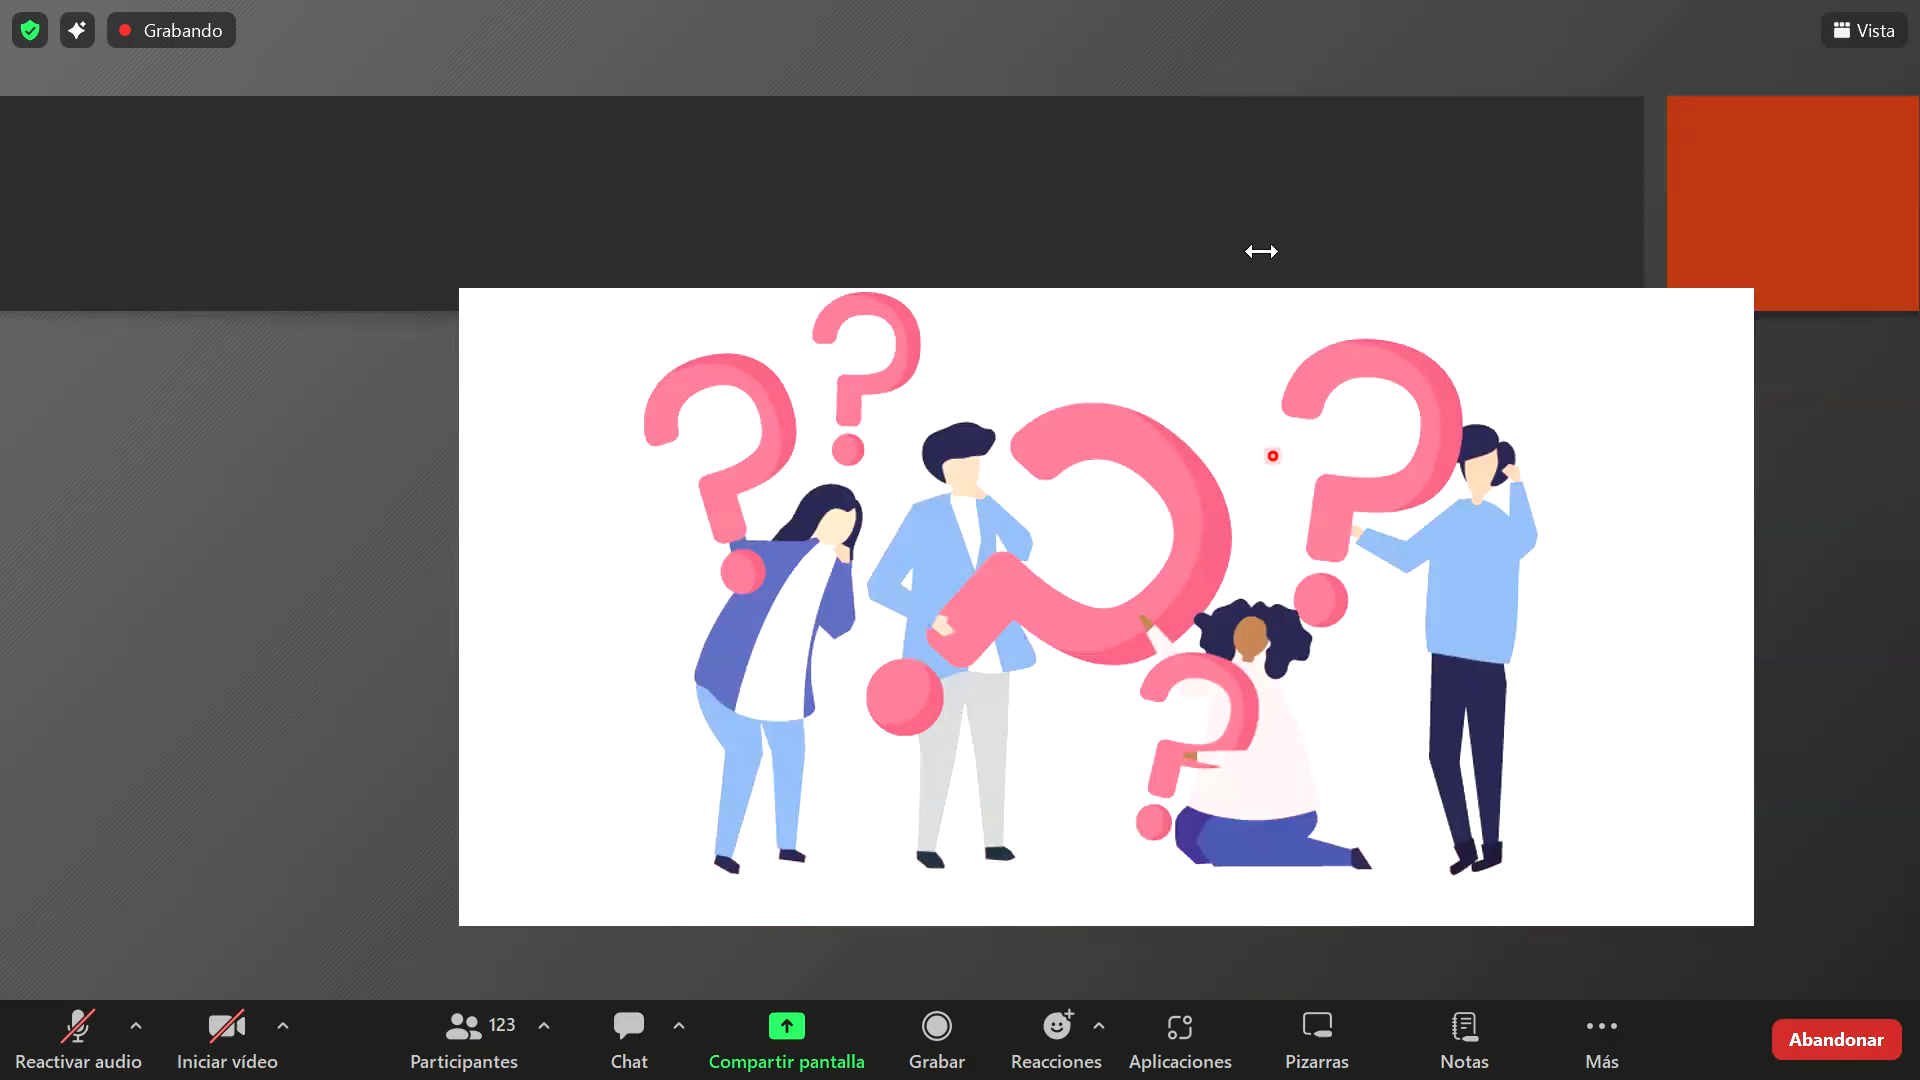 Grabando
Vista
123
Reactivar audio
Iniciar vídeo
Participantes
Chat
Compartir pantalla
Grabar
Reacciones
Aplicaciones
Pizarras
Notas
Más
Abandonar